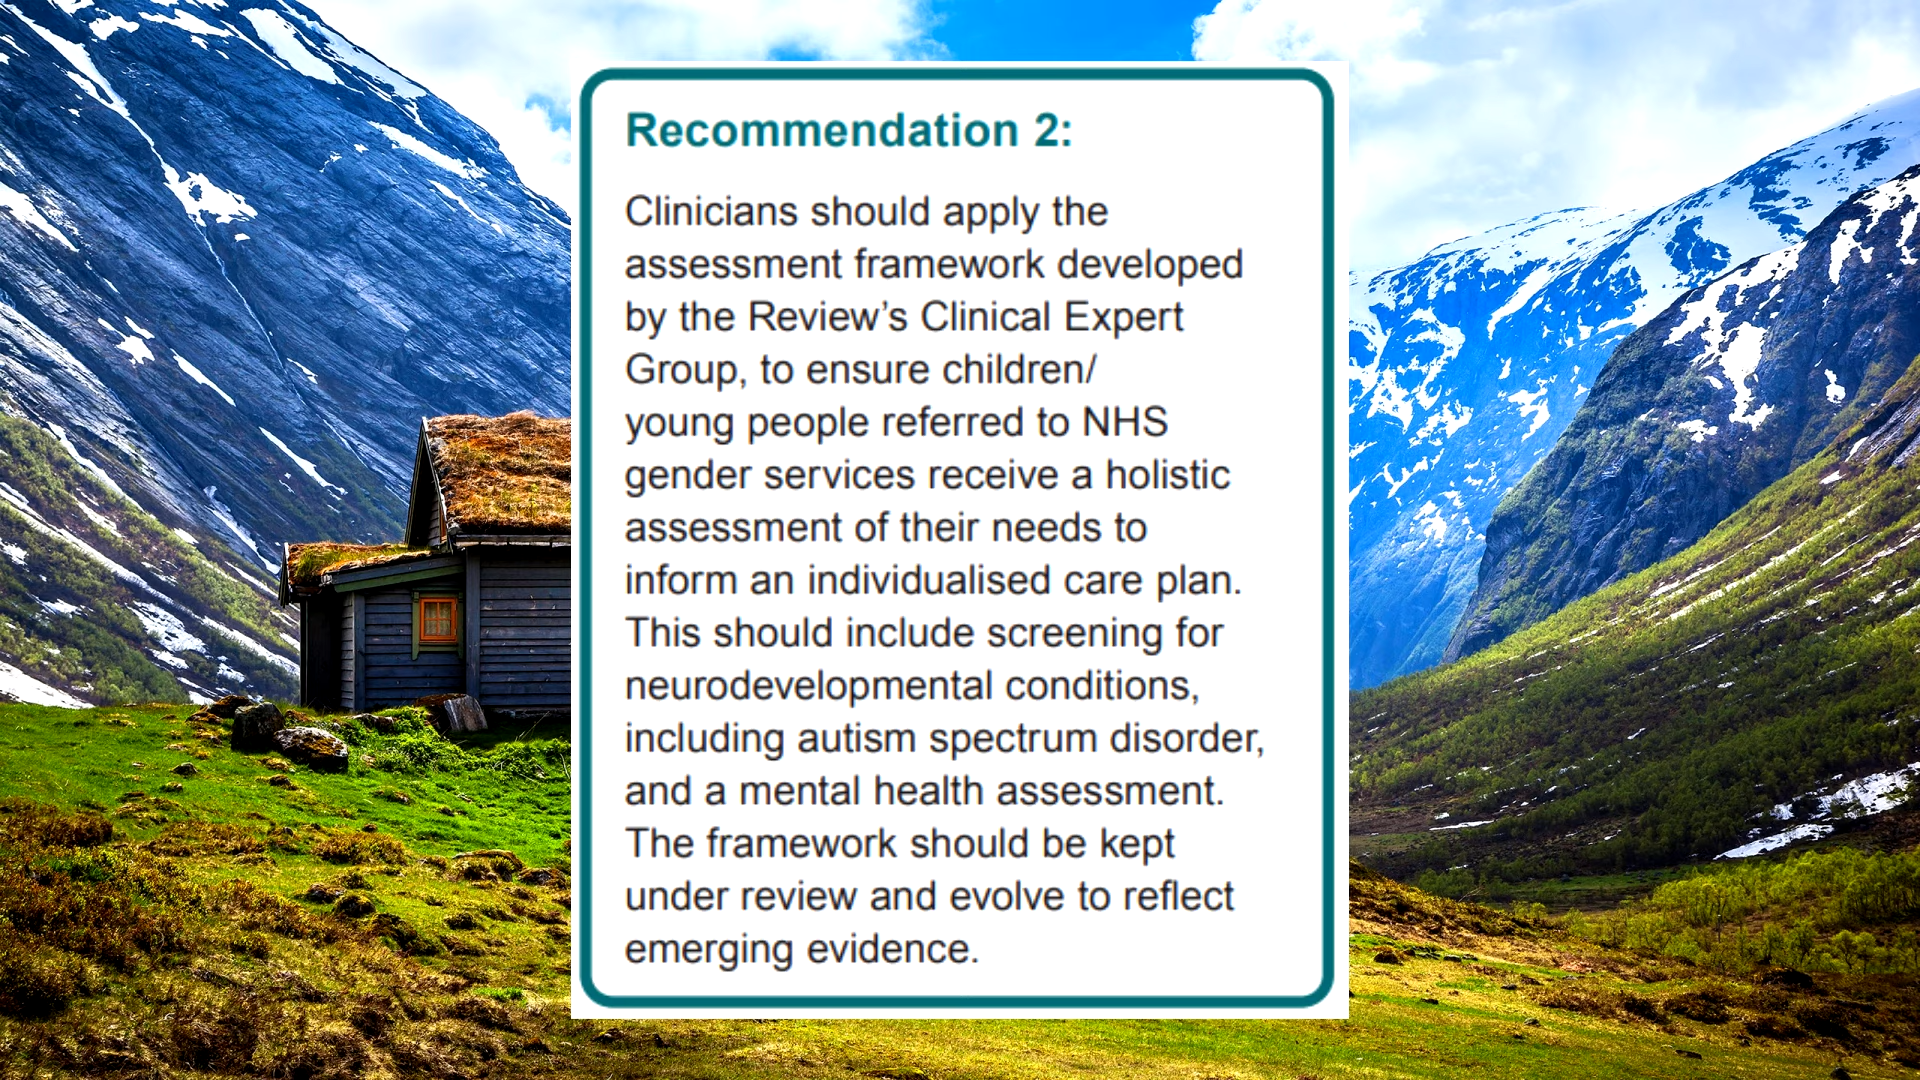 Recommendation 2:
Clinicians should apply the
assessment framework developed
by the Review’s Clinical Expert
Group, to ensure children/
young people referred to NHS
gender services receive a holistic
assessment of their needs to
inform an individualised care plan.
This should include screening for
neurodevelopmental conditions,
including autism spectrum disorder,
and a mental health assessment.
The framework should be kept
under review and evolve to reflect
emerging evidence.